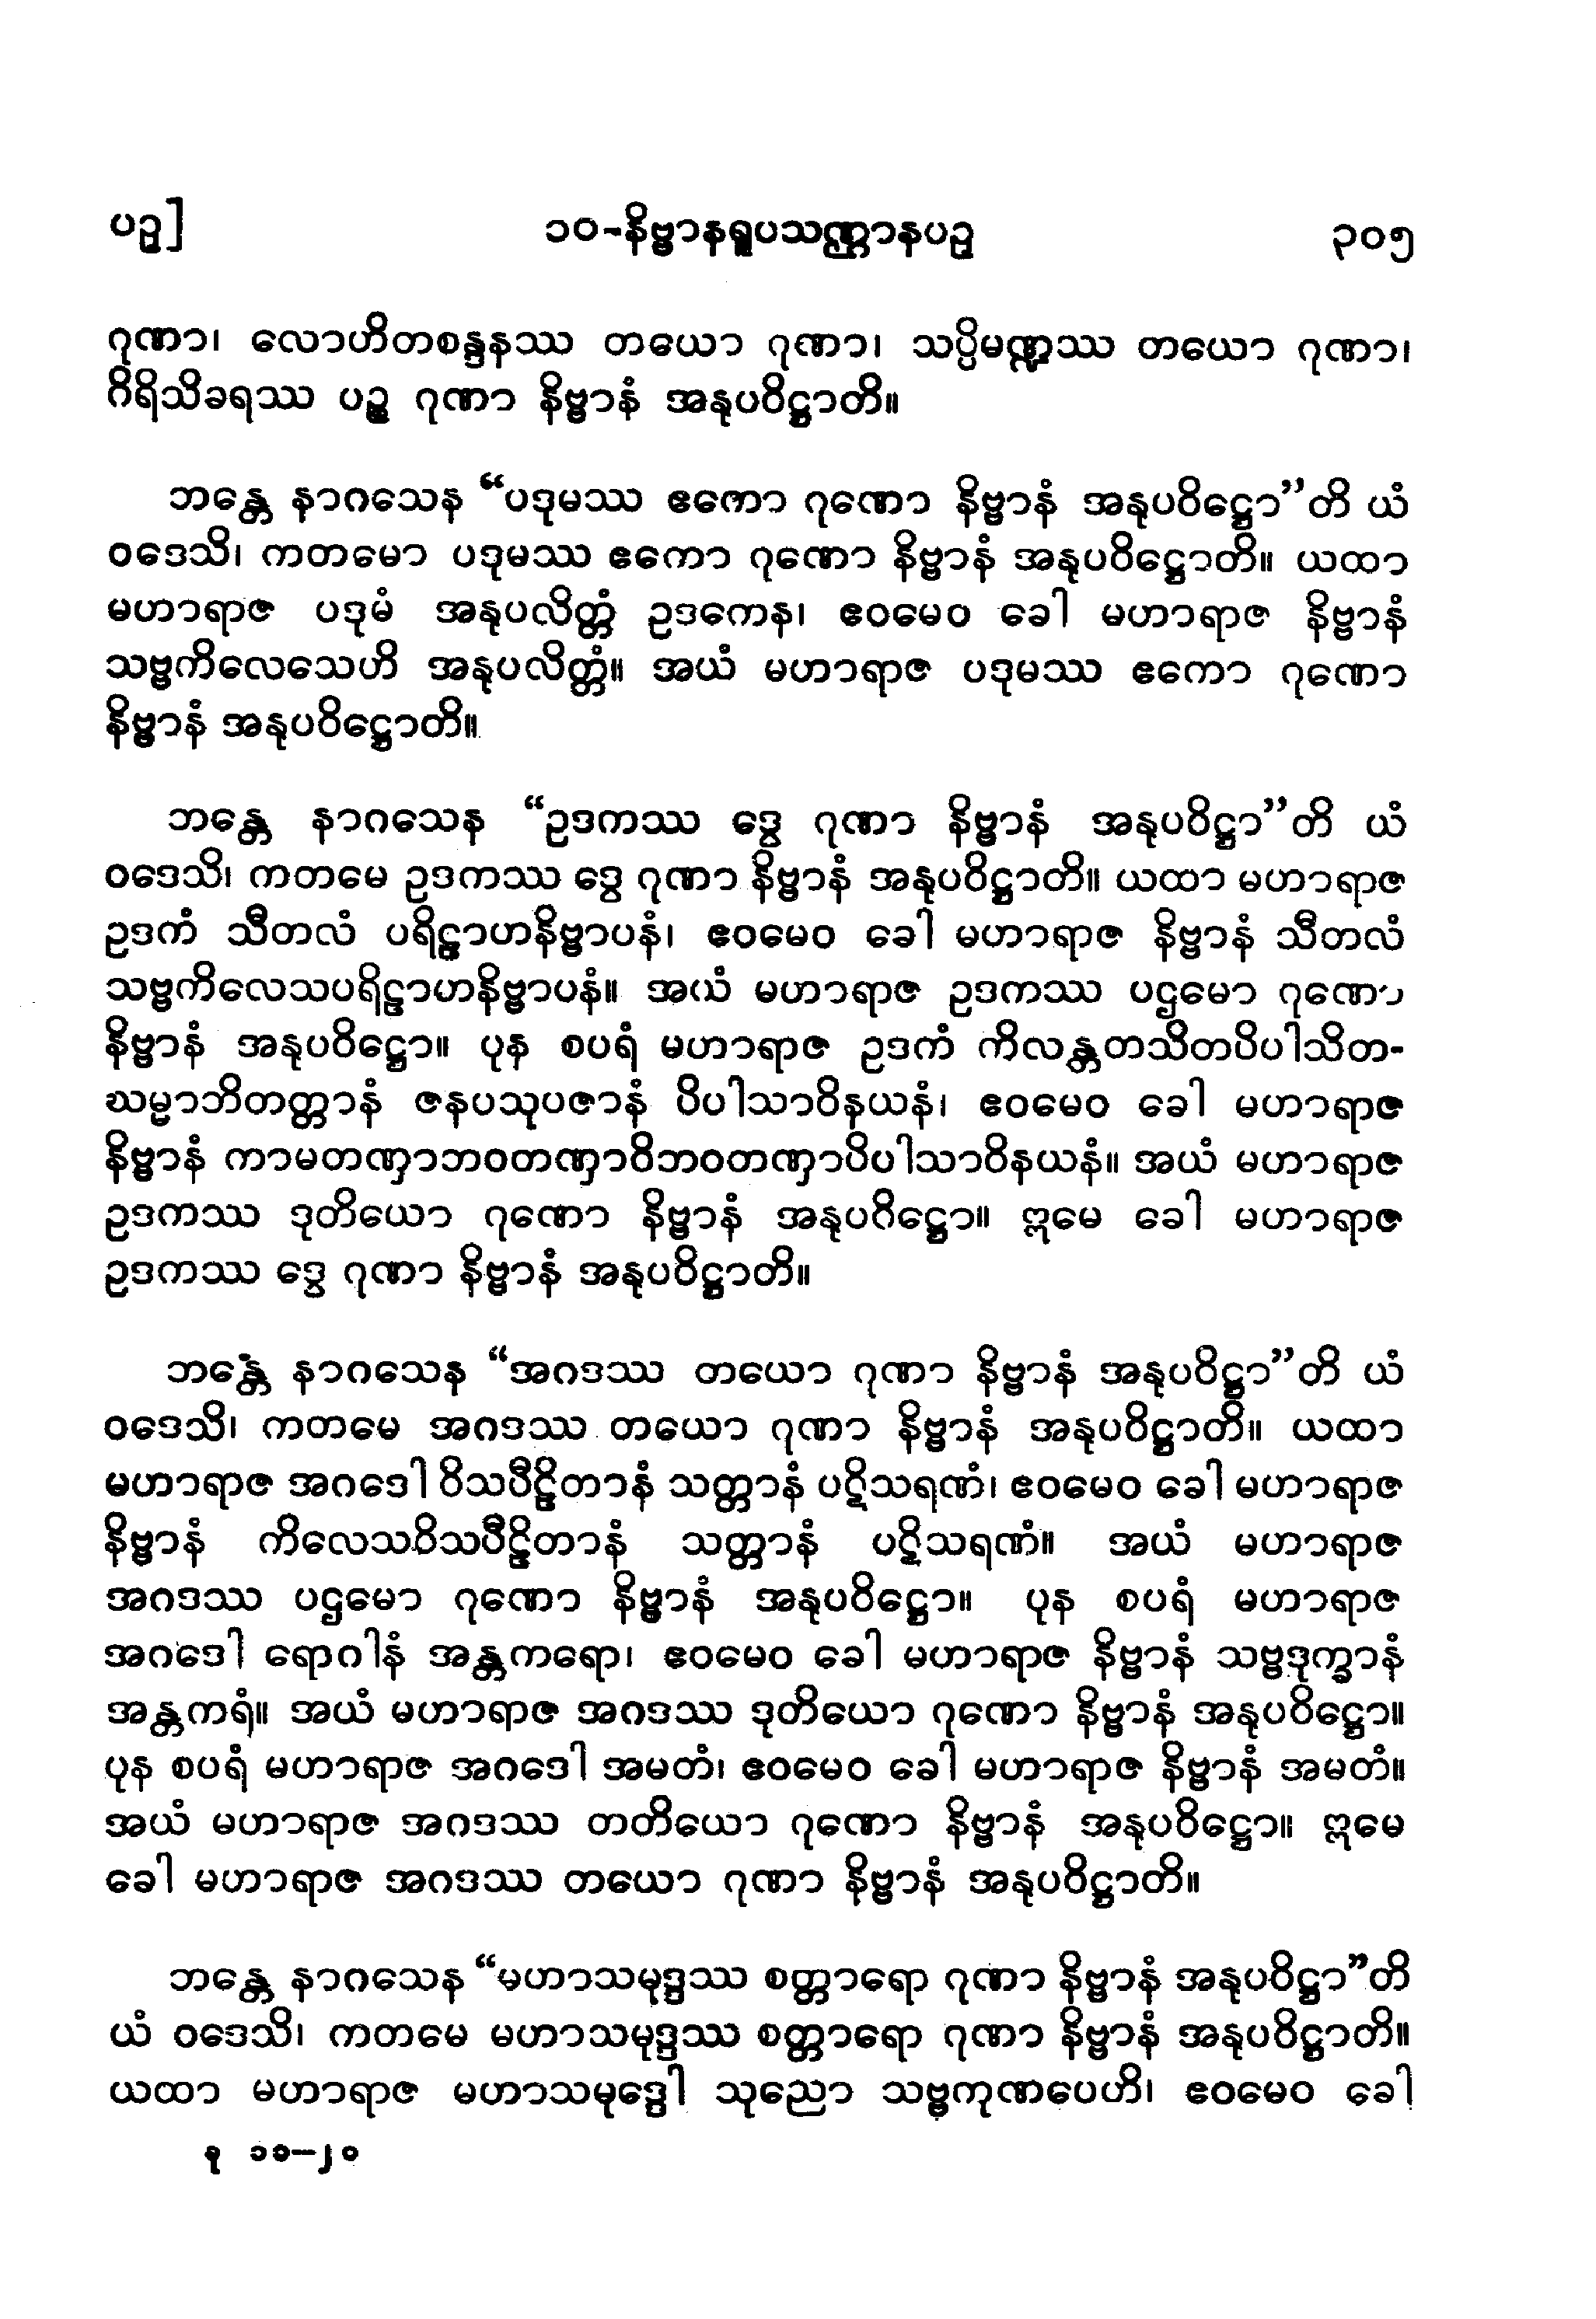 ပဉှ]
၁၀-နိဗ္ဗာနရူပသဏ္ဌာနပဉှ
၃၀၅
ဂုဏာ၊ လောဟိတစန္ဒနဿ တယော ဂုဏာ၊ သပ္ပိမဏ္ဍဿ တယော ဂုဏာ၊
ဂိရိသိခရဿ ပဉ္စ ဂုဏာ နိဗ္ဗာနံ အနုပဝိဋ္ဌာတိ။
ဘန္တေ နာဂသေန “ပဒုမဿ ဧကော ဂုဏော နိဗ္ဗာနံ အနုပဝိဋ္ဌော”တိ ယံ
ဝဒေသိ၊ ကတမော ပဒုမဿ ဧကော ဂုဏော နိဗ္ဗာနံ အနုပဝိဋ္ဌောတိ။ ယထာ
မဟာရာဇ ပဒုမံ အနုပလိတ္တံ ဥဒကေန၊ ဧဝမေဝ ခေါ မဟာရာဇ နိဗ္ဗာနံ
သဗ္ဗကိလေသေဟိ အနုပလိတ္တံ။ အယံ မဟာရာဇ ပဒုမဿ ဧကော ဂုဏော
နိဗ္ဗာနံ အနုပဝိဋ္ဌောတိ။
ဘန္တေ နာဂသေန “ဥဒကဿ ဒွေ ဂုဏာ နိဗ္ဗာနံ အနုပဝိဋ္ဌာ”တိ ယံ
ဝဒေသိ၊ ကတမေ ဥဒကဿ ဒွေ ဂုဏာ နိဗ္ဗာနံ အနုပဝိဋ္ဌာတိ။ ယထာ မဟာရာဇ
ဥဒကံ သီတလံ ပရိဠာဟနိဗ္ဗာပနံ၊ ဧဝမေဝ ခေါ မဟာရာဇ နိဗ္ဗာနံ သီတလံ
သဗ္ဗကိလေသပရိဠာဟနိဗ္ဗာပနံ။ အယံ မဟာရာဇ ဥဒကဿ ပဌမော ဂုဏော
နိဗ္ဗာနံ အနုပဝိဋ္ဌော။ ပုန စပရံ မဟာရာဇ ဥဒကံ ကိလန္တတသိတပိပါသိတ-
ဃမ္မာဘိတတ္တာနံ ဇနပသုပဇာနံ ပိပါသာဝိနယနံ၊ ဧဝမေဝ ခေါ မဟာရာဇ
နိဗ္ဗာနံ ကာမတဏှာဘဝတဏှာဝိဘဝတဏှာပိပါသာဝိနယနံ။ အယံ မဟာရာဇ
ဥဒကဿ ဒုတိယော ဂုဏော နိဗ္ဗာနံ အနုပဝိဋ္ဌော။ ဣမေ ခေါ မဟာရာဇ
ဥဒကဿ ဒွေ ဂုဏာ နိဗ္ဗာနံ အနုပဝိဋ္ဌာတိ။
ဘန္တေ နာဂသေန “အဂဒဿ တယော ဂုဏာ နိဗ္ဗာနံ အနုပဝိဋ္ဌာ”တိ ယံ
ဝဒေသိ၊ ကတမေ အဂဒဿ တယော ဂုဏာ နိဗ္ဗာနံ အနုပဝိဋ္ဌာတိ။ ယထာ
မဟာရာဇ အဂဒေါ ဝိသပီဠိတာနံ သတ္တာနံ ပဋိသရဏံ၊ ဧဝမေဝ ခေါ မဟာရာဇ
နိဗ္ဗာနံ ကိလေသဝိသပီဠိတာနံ သတ္တာနံ ပဋိသရဏံ။ အယံ မဟာရာဇ
အဂဒဿ ပဌမော ဂုဏော နိဗ္ဗာနံ အနုပဝိဋ္ဌော။ ပုန စပရံ မဟာရာဇ
အဂဒေါ ရောဂါနံ အန္တကရော၊ ဧဝမေဝ ခေါ မဟာရာဇ နိဗ္ဗာနံ သဗ္ဗဒုက္ခာနံ
အန္တကရံ။ အယံ မဟာရာဇ အဂဒဿ ဒုတိယော ဂုဏော နိဗ္ဗာနံ အနုပဝိဋ္ဌော။
ပုန စပရံ မဟာရာဇ အဂဒေါ အမတံ၊ ဧဝမေဝ ခေါ မဟာရာဇ နိဗ္ဗာနံ အမတံ။
အယံ မဟာရာဇ အဂဒဿ တတိယော ဂုဏော နိဗ္ဗာနံ အနုပဝိဋ္ဌော။ ဣမေ
ခေါ မဟာရာဇ အဂဒဿ တယော ဂုဏာ နိဗ္ဗာနံ အနုပဝိဋ္ဌာတိ။
ဘန္တေ နာဂသေန “မဟာသမုဒ္ဒဿ စတ္တာရော ဂုဏာ နိဗ္ဗာနံ အနုပဝိဋ္ဌာ”တိ
ယံ ဝဒေသိ၊ ကတမေ မဟာသမုဒ္ဒဿ စတ္တာရော ဂုဏာ နိဗ္ဗာနံ အနုပဝိဋ္ဌာတိ။
ယထာ မဟာရာဇ မဟာသမုဒ္ဒေါ သုညော သဗ္ဗကုဏပေဟိ၊ ဧဝမေဝ ခေါ
ခု ၁၁–၂၀